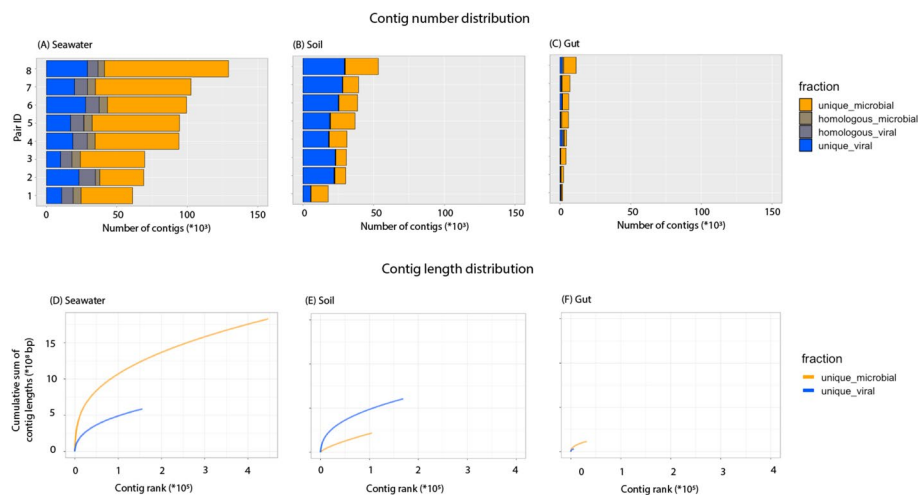 Contig number distribution
(A) Seawater
(B) Soil
(C) Gut
Pair ID
8
7
6
5
4
3
2
1
0 50 100 150
0 50 100 150
0 50 100 150
Number of contigs (*10³)
Number of contigs (*10³)
Number of contigs (*10³)
fraction
unique_microbial
homologous_microbial
homologous_viral
unique_viral
Contig length distribution
(D) Seawater
(E) Soil
(F) Gut
Cumulative sum of
contig lengths (*10⁸ bp)
15
10
5
0
0 1 2 3 4
0 1 2 3 4
0 1 2 3 4
Contig rank (*10⁵)
Contig rank (*10⁵)
Contig rank (*10⁵)
fraction
unique_microbial
unique_viral